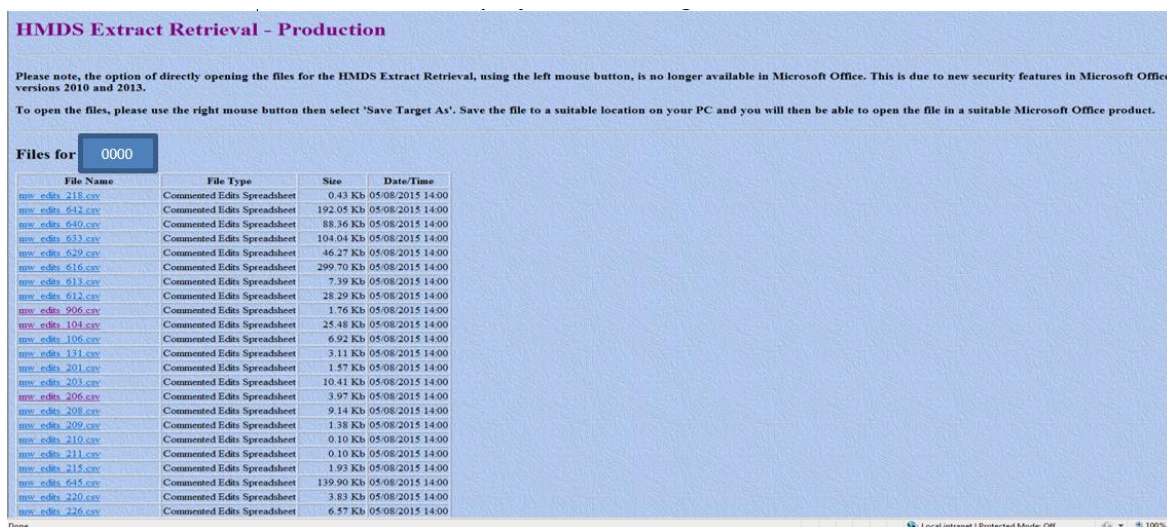 HMDS Extract Retrieval - Production
Please note, the option of directly opening the files for the HMDS Extract Retrieval, using the left mouse button, is no longer available in Microsoft Office. This is due to new security features in Microsoft Office
versions 2010 and 2013.
To open the files, please use the right mouse button then select 'Save Target As'. Save the file to a suitable location on your PC and you will then be able to open the file in a suitable Microsoft Office product.
Files for 0000
File Name File Type Size Date/Time
mw_edits_218.csv Commented Edits Spreadsheet 0.43 Kb 05/08/2015 14:00
mw_edits_642.csv Commented Edits Spreadsheet 192.05 Kb 05/08/2015 14:00
mw_edits_640.csv Commented Edits Spreadsheet 88.36 Kb 05/08/2015 14:00
mw_edits_633.csv Commented Edits Spreadsheet 104.04 Kb 05/08/2015 14:00
mw_edits_629.csv Commented Edits Spreadsheet 46.27 Kb 05/08/2015 14:00
mw_edits_616.csv Commented Edits Spreadsheet 299.70 Kb 05/08/2015 14:00
mw_edits_613.csv Commented Edits Spreadsheet 7.39 Kb 05/08/2015 14:00
mw_edits_612.csv Commented Edits Spreadsheet 28.29 Kb 05/08/2015 14:00
mw_edits_906.csv Commented Edits Spreadsheet 1.76 Kb 05/08/2015 14:00
mw_edits_104.csv Commented Edits Spreadsheet 25.48 Kb 05/08/2015 14:00
mw_edits_106.csv Commented Edits Spreadsheet 6.92 Kb 05/08/2015 14:00
mw_edits_131.csv Commented Edits Spreadsheet 3.11 Kb 05/08/2015 14:00
mw_edits_201.csv Commented Edits Spreadsheet 1.57 Kb 05/08/2015 14:00
mw_edits_203.csv Commented Edits Spreadsheet 10.41 Kb 05/08/2015 14:00
mw_edits_206.csv Commented Edits Spreadsheet 3.97 Kb 05/08/2015 14:00
mw_edits_208.csv Commented Edits Spreadsheet 9.14 Kb 05/08/2015 14:00
mw_edits_209.csv Commented Edits Spreadsheet 1.38 Kb 05/08/2015 14:00
mw_edits_210.csv Commented Edits Spreadsheet 0.10 Kb 05/08/2015 14:00
mw_edits_211.csv Commented Edits Spreadsheet 0.10 Kb 05/08/2015 14:00
mw_edits_215.csv Commented Edits Spreadsheet 1.93 Kb 05/08/2015 14:00
mw_edits_645.csv Commented Edits Spreadsheet 139.90 Kb 05/08/2015 14:00
mw_edits_220.csv Commented Edits Spreadsheet 3.83 Kb 05/08/2015 14:00
mw_edits_226.csv Commented Edits Spreadsheet 6.57 Kb 05/08/2015 14:00
Done Local intranet | Protected Mode: Off 100%